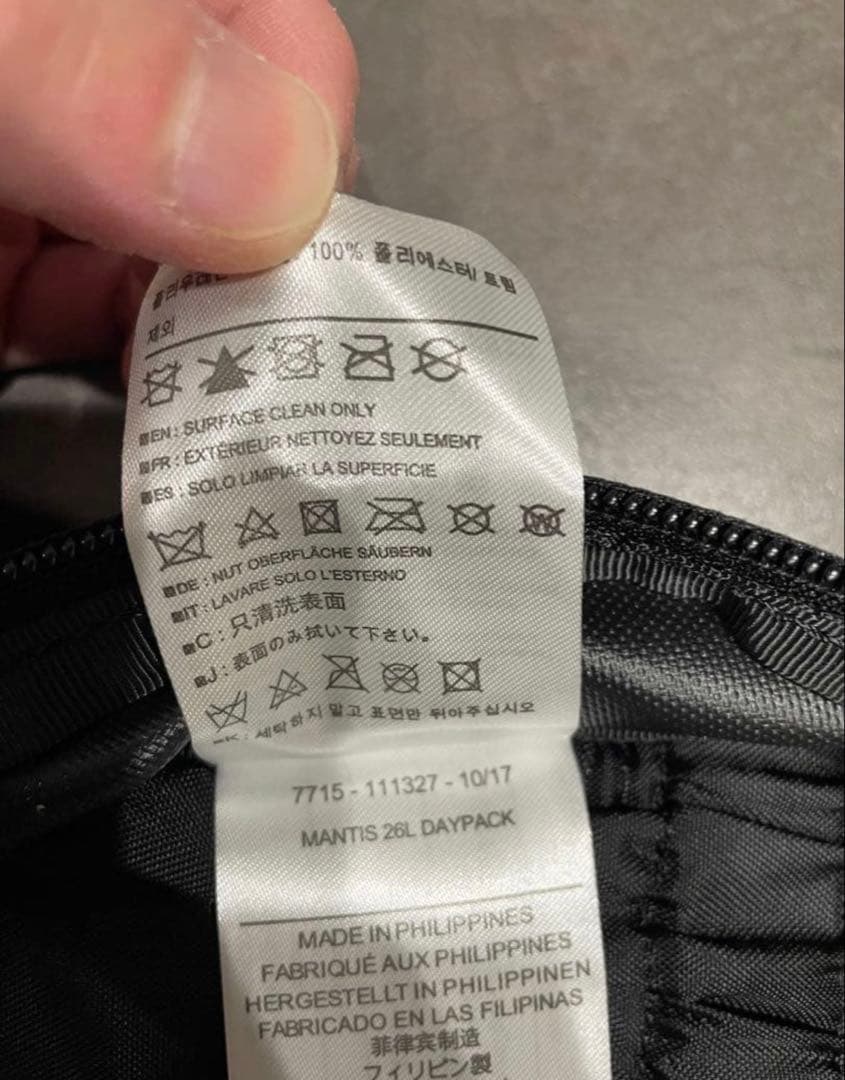 100% 폴리에스터/ 트림
제외
EN : SURFACE CLEAN ONLY
FR : EXTÉRIEUR NETTOYEZ SEULEMENT
ES : SOLO LIMPIAR LA SUPERFICIE
DE : NUT OBERFLÄCHE SÄUBERN
IT : LAVARE SOLO L'ESTERNO
C : 只清洗表面
J : 表面のみ拭いて下さい。
세탁하지 말고 표면만 뒤아주십시오
7715 - 111327 - 10/17
MANTIS 26L DAYPACK
MADE IN PHILIPPINES
FABRIQUÉ AUX PHILIPPINES
HERGESTELLT IN PHILIPPINEN
FABRICADO EN LAS FILIPINAS
菲律宾制造
フィリピン製